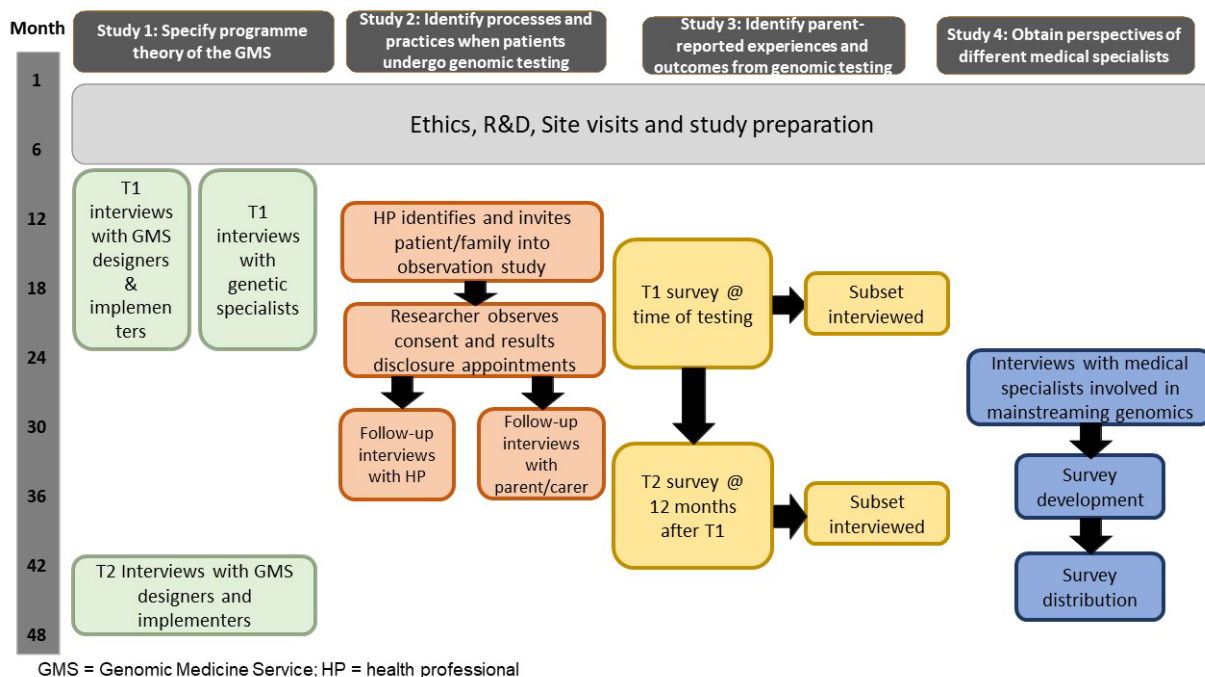 Month
Study 1: Specify programme
theory of the GMS
Study 2: Identify processes and
practices when patients
undergo genomic testing
Study 3: Identify parent-
reported experiences and
outcomes from genomic testing
Study 4: Obtain perspectives of
different medical specialists
1
6
12
18
24
30
36
42
48
Ethics, R&D, Site visits and study preparation
T1
interviews
with GMS
designers
&
implemen
ters
T1
interviews
with
genetic
specialists
T2 Interviews with GMS
designers and
implementers
HP identifies and invites
patient/family into
observation study
Researcher observes
consent and results
disclosure appointments
Follow-up
interviews
with HP
Follow-up
interviews
with
parent/carer
T1 survey @
time of testing
Subset
interviewed
T2 survey @
12 months
after T1
Subset
interviewed
Interviews with medical
specialists involved in
mainstreaming genomics
Survey
development
Survey
distribution
GMS = Genomic Medicine Service; HP = health professional